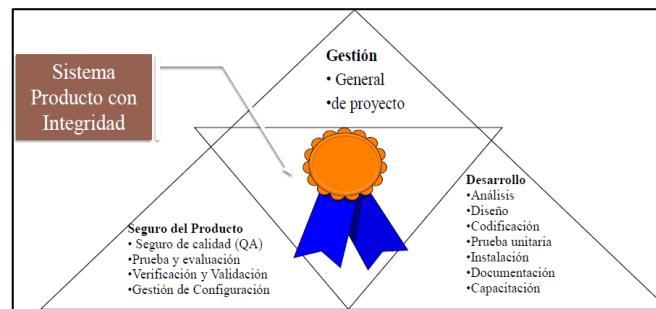 Sistema
Producto con
Integridad
Gestión
• General
•de proyecto
Seguro del Producto
• Seguro de calidad (QA)
•Prueba y evaluación
•Verificación y Validación
•Gestión de Configuración
Desarrollo
•Análisis
•Diseño
•Codificación
•Prueba unitaria
•Instalación
•Documentación
•Capacitación